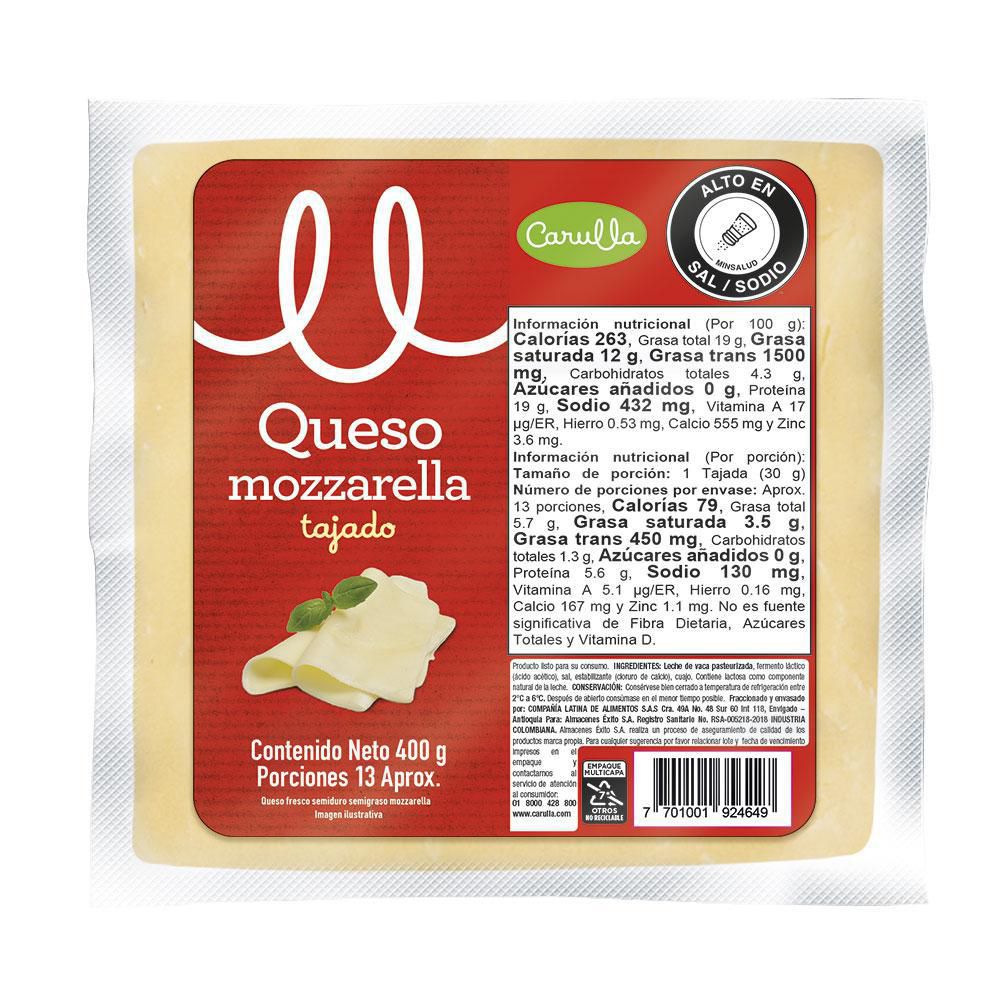 Queso
mozzarella
tajado
Contenido Neto 400 g
Porciones 13 Aprox.
Queso fresco semiduro semigraso mozzarella
Imagen ilustrativa
Carulla
ALTO EN
MINSALUD
SAL / SODIO
Información nutricional (Por 100 g):
Calorías 263, Grasa total 19 g, Grasa
saturada 12 g, Grasa trans 1500
mg, Carbohidratos totales 4.3 g,
Azúcares añadidos 0 g, Proteína
19 g, Sodio 432 mg, Vitamina A 17
µg/ER, Hierro 0.53 mg, Calcio 555 mg y Zinc
3.6 mg.
Información nutricional (Por porción):
Tamaño de porción: 1 Tajada (30 g)
Número de porciones por envase: Aprox.
13 porciones, Calorías 79, Grasa total
5.7 g, Grasa saturada 3.5 g,
Grasa trans 450 mg, Carbohidratos
totales 1.3 g, Azúcares añadidos 0 g,
Proteína 5.6 g, Sodio 130 mg,
Vitamina A 5.1 µg/ER, Hierro 0.16 mg,
Calcio 167 mg y Zinc 1.1 mg. No es fuente
significativa de Fibra Dietaria, Azúcares
Totales y Vitamina D.
Producto listo para su consumo. INGREDIENTES: Leche de vaca pasteurizada, fermento láctico
(ácido acético), sal, estabilizante (cloruro de calcio), cuajo. Contiene lactosa como componente
natural de la leche. CONSERVACIÓN: Consérvese bien cerrado a temperatura de refrigeración entre
2°C a 6°C. Después de abierto consúmase en el menor tiempo posible. Fraccionado y envasado
por: COMPAÑÍA LATINA DE ALIMENTOS S.A.S Cra. 49A No. 48 Sur 60 Int 118, Envigado –
Antioquia Para: Almacenes Éxito S.A. Registro Sanitario No. RSA-005218-2018 INDUSTRIA
COLOMBIANA. Almacenes Éxito S.A. realiza un proceso de aseguramiento de calidad de los
productos marca propia. Para cualquier sugerencia por favor relacionar lote y fecha de vencimiento
impresos en el
empaque y
contactarnos al
servicio de atención
al consumidor:
01 8000 428 800
www.carulla.com
EMPAQUE
MULTICAPA
7
OTROS
NO RECICLABLE
7 701001 924649